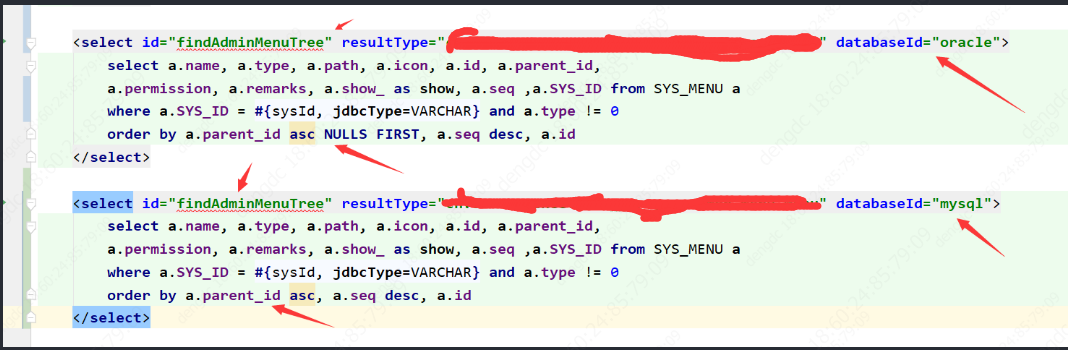 <select id="findAdminMenuTree" resultType=" " databaseId="oracle">
select a.name, a.type, a.path, a.icon, a.id, a.parent_id,
a.permission, a.remarks, a.show_ as show, a.seq ,a.SYS_ID from SYS_MENU a
where a.SYS_ID = #{sysId, jdbcType=VARCHAR} and a.type != 0
order by a.parent_id asc NULLS FIRST, a.seq desc, a.id
</select>
<select id="findAdminMenuTree" resultType=" " databaseId="mysql">
select a.name, a.type, a.path, a.icon, a.id, a.parent_id,
a.permission, a.remarks, a.show_ as show, a.seq ,a.SYS_ID from SYS_MENU a
where a.SYS_ID = #{sysId, jdbcType=VARCHAR} and a.type != 0
order by a.parent_id asc, a.seq desc, a.id
</select>